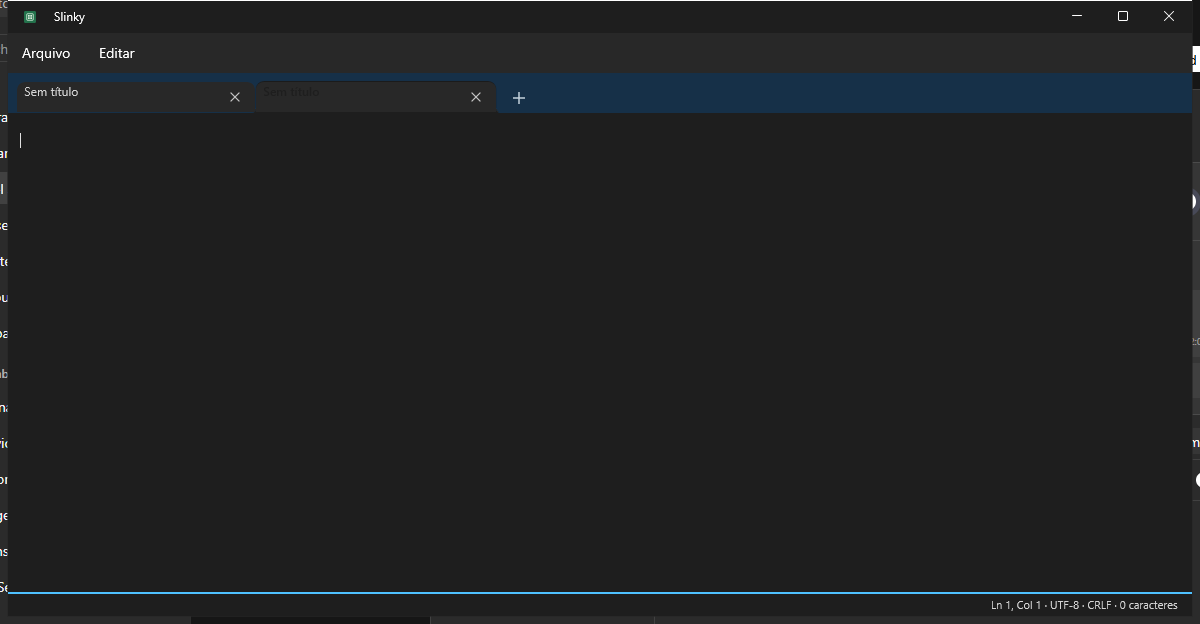 Slinky
Arquivo Editar
Sem título Sem título
Ln 1, Col 1 · UTF-8 · CRLF · 0 caracteres